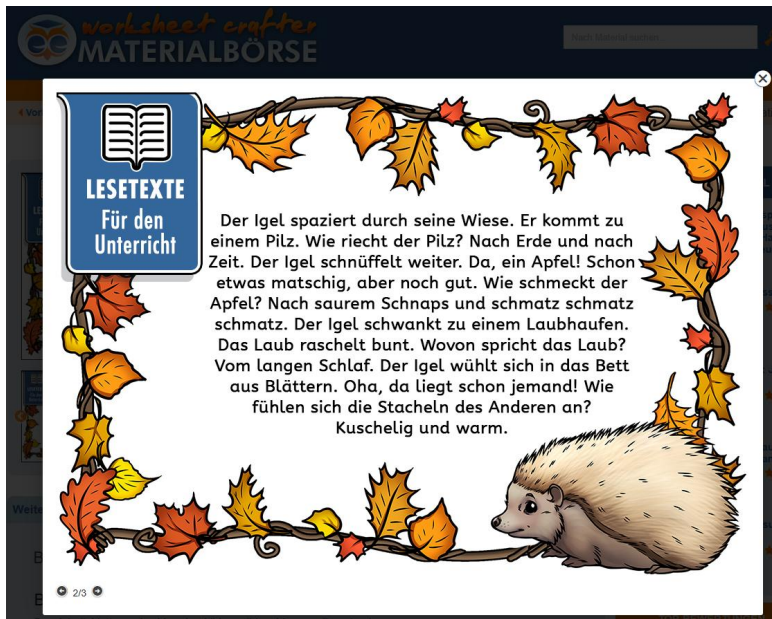 worksheet crafter
MATERIALBÖRSE
Nach Material suchen
LESETEXTE
Für den
Unterricht
Der Igel spaziert durch seine Wiese. Er kommt zu
einem Pilz. Wie riecht der Pilz? Nach Erde und nach
Zeit. Der Igel schnüffelt weiter. Da, ein Apfel! Schon
etwas matschig, aber noch gut. Wie schmeckt der
Apfel? Nach saurem Schnaps und schmatz schmatz
schmatz. Der Igel schwankt zu einem Laubhaufen.
Das Laub raschelt bunt. Wovon spricht das Laub?
Vom langen Schlaf. Der Igel wühlt sich in das Bett
aus Blättern. Oha, da liegt schon jemand! Wie
fühlen sich die Stacheln des Anderen an?
Kuschelig und warm.
2/3